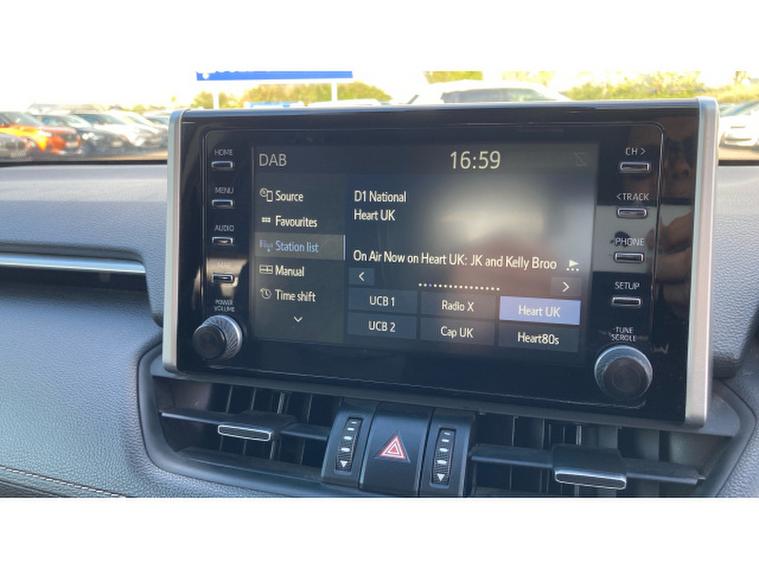 HOME
MENU
AUDIO
MAP
POWER
VOLUME
DAB
16:59
Source
Favourites
Station list
Manual
Time shift
D1 National
Heart UK
On Air Now on Heart UK: JK and Kelly Broo
UCB 1
Radio X
Heart UK
UCB 2
Cap UK
Heart80s
CH >
< TRACK
PHONE
SETUP
TUNE
SCROLL